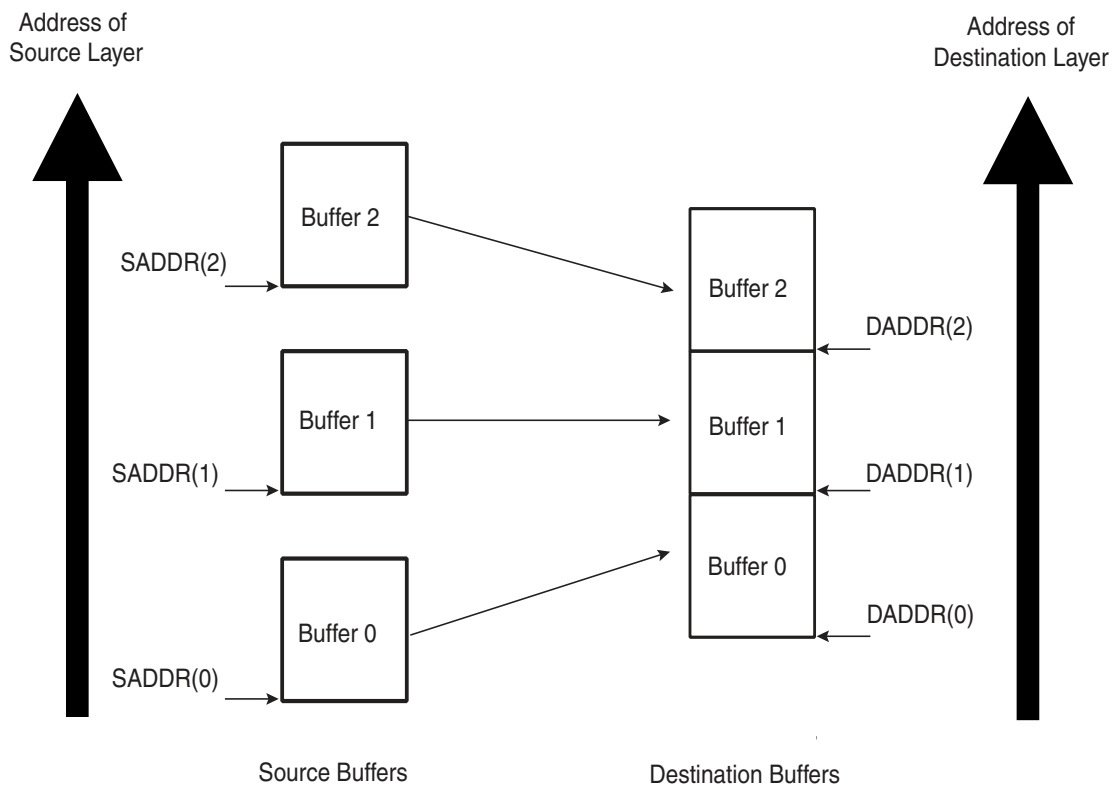 Address of
Source Layer
Address of
Destination Layer
Buffer 2
SADDR(2)
Buffer 2
DADDR(2)
Buffer 1
Buffer 1
SADDR(1)
DADDR(1)
Buffer 0
Buffer 0
DADDR(0)
SADDR(0)
Source Buffers
Destination Buffers